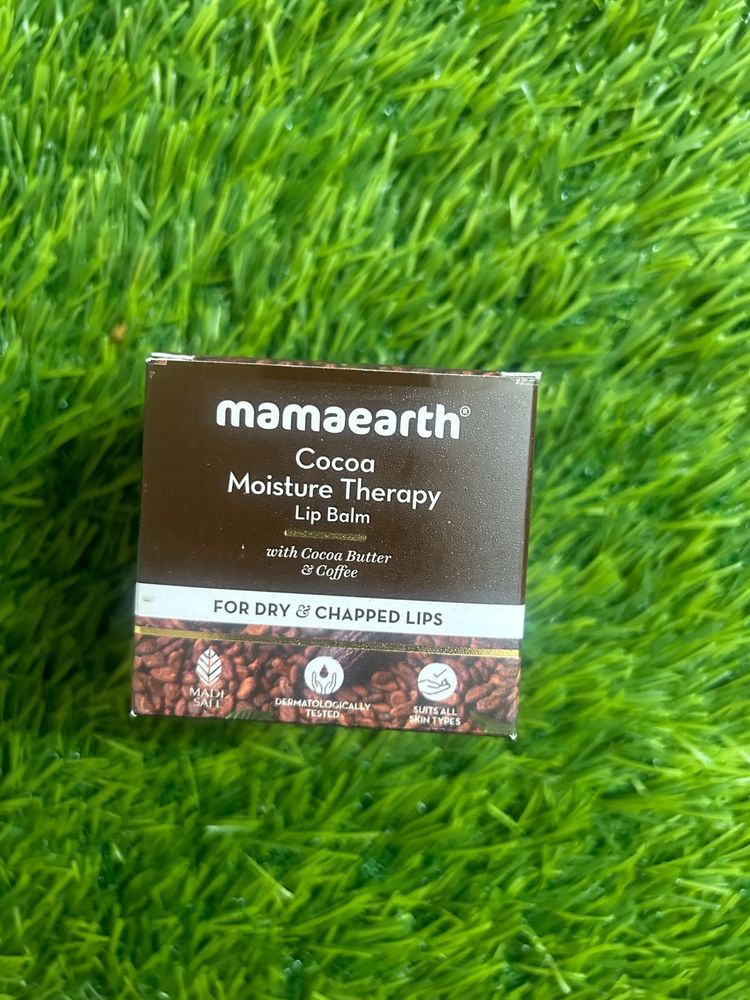 mamaearth®
Cocoa
Moisture Therapy
Lip Balm
with Cocoa Butter
& Coffee
FOR DRY & CHAPPED LIPS
MADE
SAFE
DERMATOLOGICALLY
TESTED
SUITS ALL
SKIN TYPES